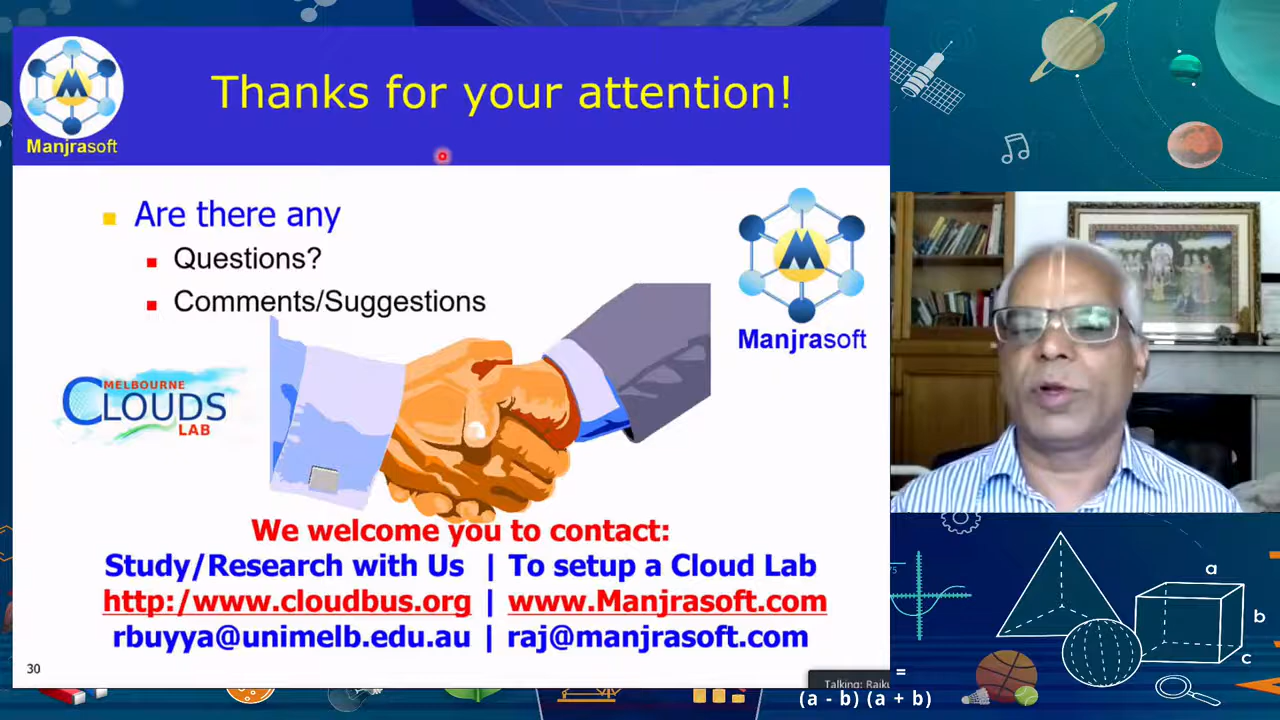 Thanks for your attention!
Manjrasoft
Are there any
Questions?
Comments/Suggestions
M
Manjrasoft
MELBOURNE
CLOUDS
LAB
We welcome you to contact:
Study/Research with Us | To setup a Cloud Lab
http:/www.cloudbus.org | www.Manjrasoft.com
rbuyya@unimelb.edu.au | raj@manjrasoft.com
30
Talking:
a
b
c
=
(a - b) (a + b)